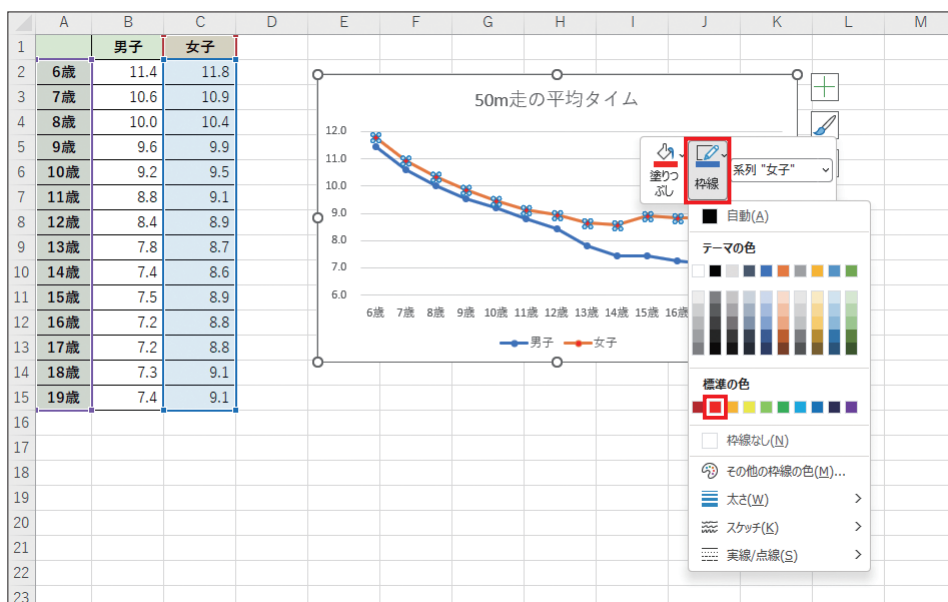 A B C D E F G H I J K L M
1 男子 女子
2 6歳 11.4 11.8
3 7歳 10.6 10.9
4 8歳 10.0 10.4
5 9歳 9.6 9.9
6 10歳 9.2 9.5
7 11歳 8.8 9.1
8 12歳 8.4 8.9
9 13歳 7.8 8.7
10 14歳 7.4 8.6
11 15歳 7.5 8.9
12 16歳 7.2 8.8
13 17歳 7.2 8.8
14 18歳 7.3 9.1
15 19歳 7.4 9.1
16
17
18
19
20
21
22
23
50m走の平均タイム
12.0
11.0
10.0
9.0
8.0
7.0
6.0
6歳 7歳 8歳 9歳 10歳 11歳 12歳 13歳 14歳 15歳 16歳
男子 女子
塗りつ
ぶし
枠線
系列 "女子"
自動(A)
テーマの色
標準の色
枠線なし(N)
その他の枠線の色(M)...
太さ(W)
スケッチ(K)
実線/点線(S)